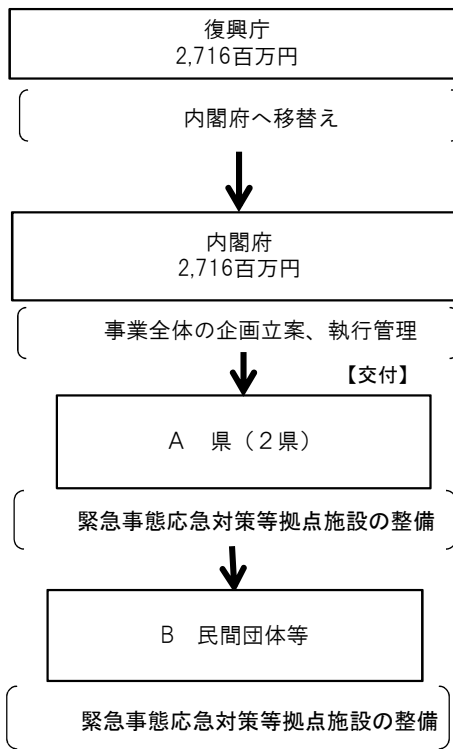 復興庁
2,716百万円
内閣府へ移替え
内閣府
2,716百万円
事業全体の企画立案、執行管理
【交付】
A 県（２県）
緊急事態応急対策等拠点施設の整備
B 民間団体等
緊急事態応急対策等拠点施設の整備